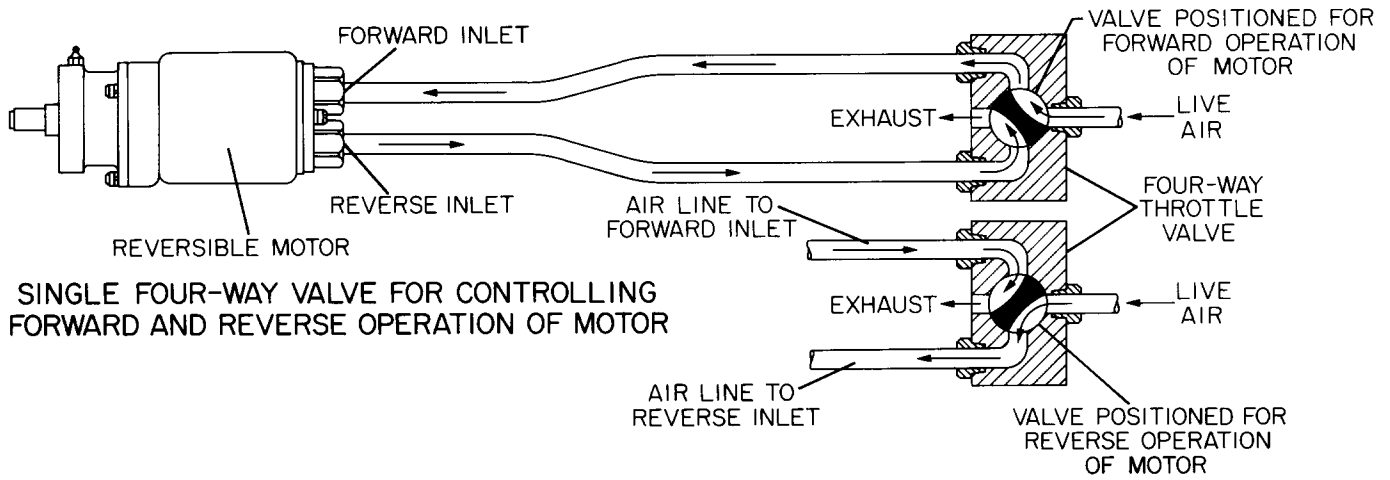 FORWARD INLET
VALVE POSITIONED FOR
FORWARD OPERATION
OF MOTOR
EXHAUST
LIVE
AIR
REVERSE INLET
REVERSIBLE MOTOR
AIR LINE TO
FORWARD INLET
FOUR-WAY
THROTTLE
VALVE
SINGLE FOUR-WAY VALVE FOR CONTROLLING
FORWARD AND REVERSE OPERATION OF MOTOR
EXHAUST
LIVE
AIR
AIR LINE TO
REVERSE INLET
VALVE POSITIONED FOR
REVERSE OPERATION
OF MOTOR